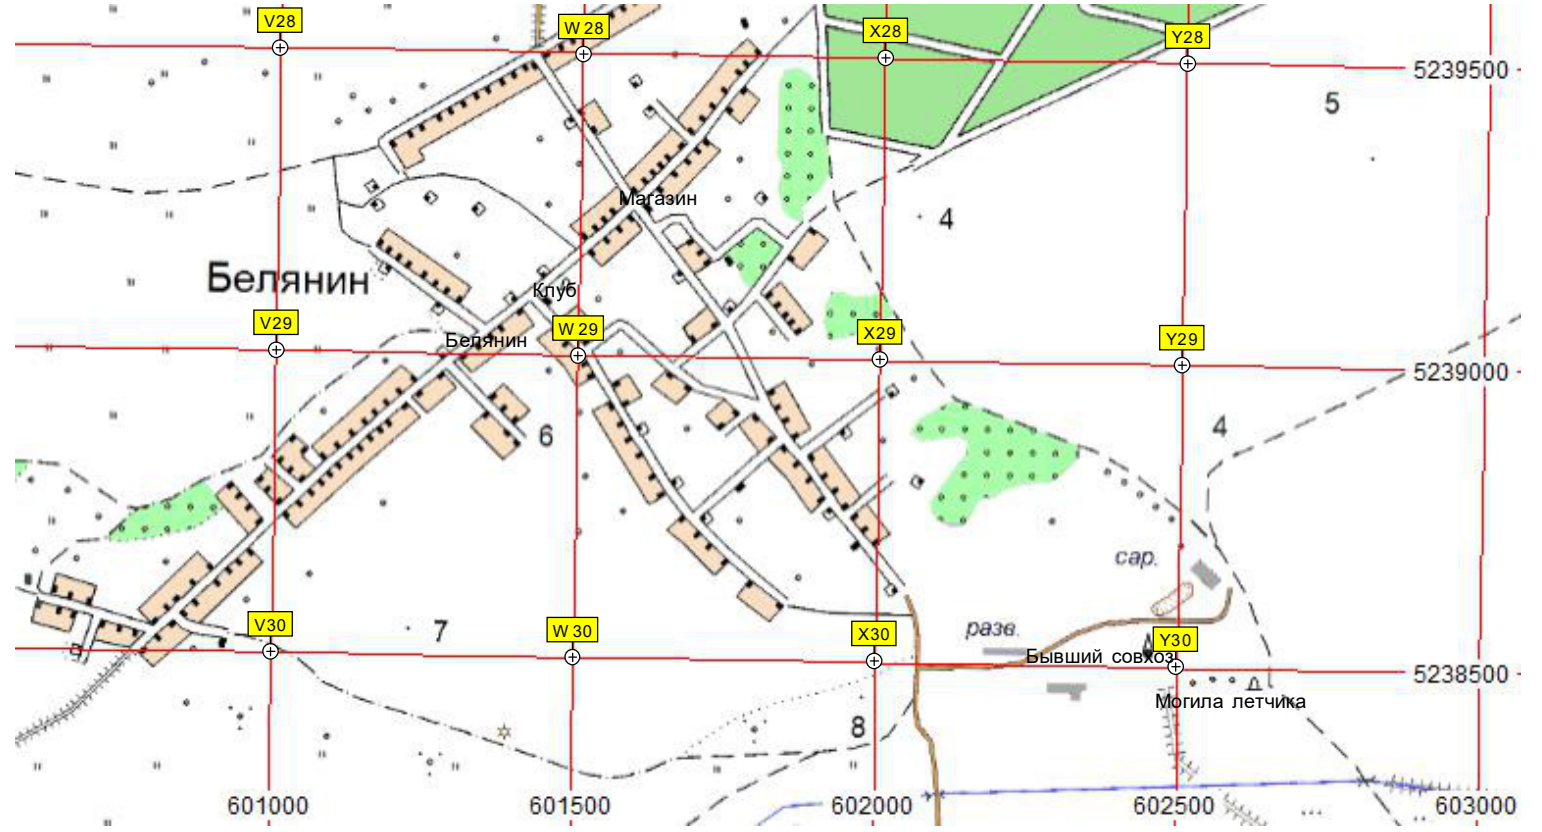 V28
W 28
X28
Y28
5239500
5
Магазин
4
Белянин
Клуб
V29
W 29
X29
Y29
Белянин
5239000
6
4
сар.
V30
W 30
X30
Y30
7
разв.
Бывший совхоз
5238500
Могила летчика
8
601000
601500
602000
602500
603000